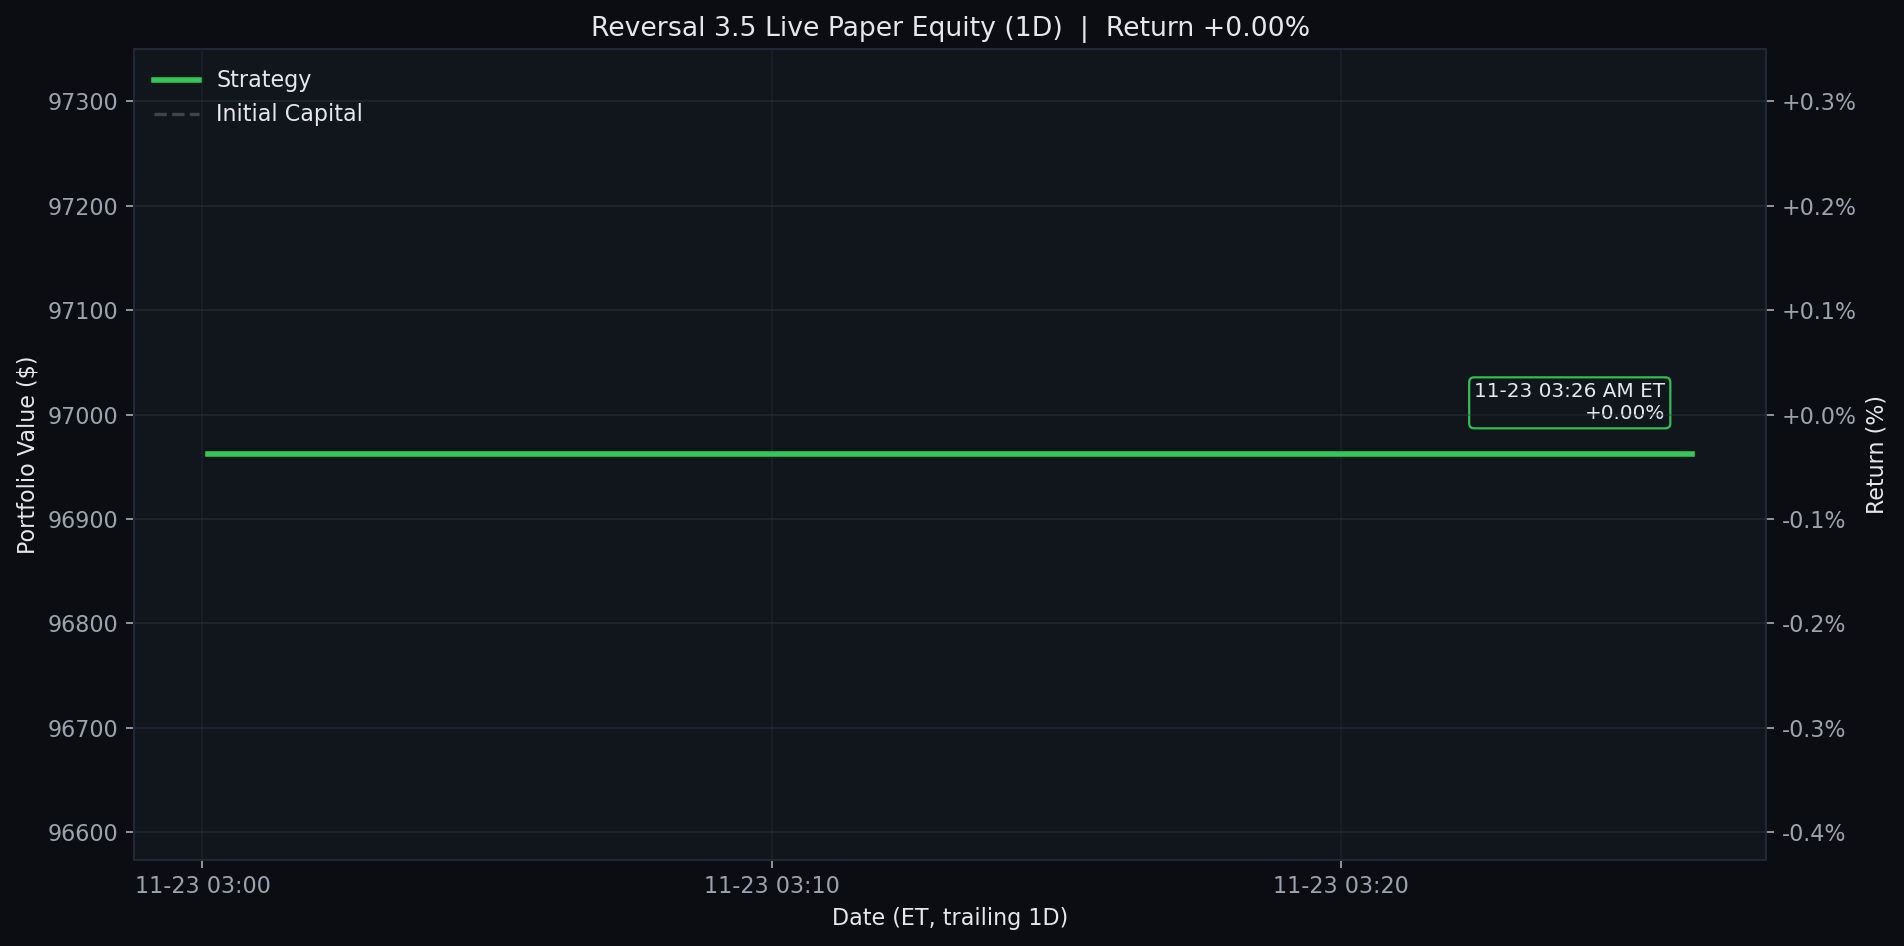 Reversal 3.5 Live Paper Equity (1D)  |  Return +0.00%
Strategy
Initial Capital
97300
97200
97100
97000
96900
96800
96700
96600
Portfolio Value ($)
11-23 03:26 AM ET
+0.00%
+0.3%
+0.2%
+0.1%
+0.0%
-0.1%
-0.2%
-0.3%
-0.4%
Return (%)
11-23 03:00
11-23 03:10
11-23 03:20
Date (ET, trailing 1D)